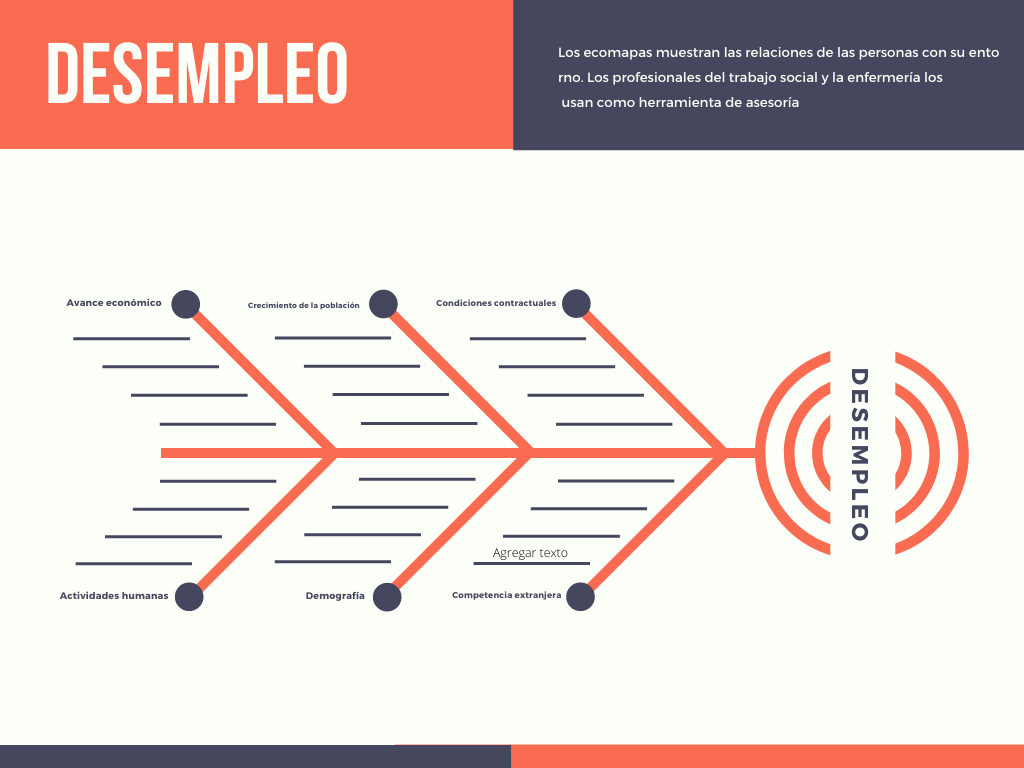 DESEMPLEO
Los ecomapas muestran las relaciones de las personas con su ento
rno. Los profesionales del trabajo social y la enfermería los
usan como herramienta de asesoría
Avance económico
Crecimiento de la población
Condiciones contractuales
DESEMPLEO
Agregar texto
Actividades humanas
Demografía
Competencia extranjera